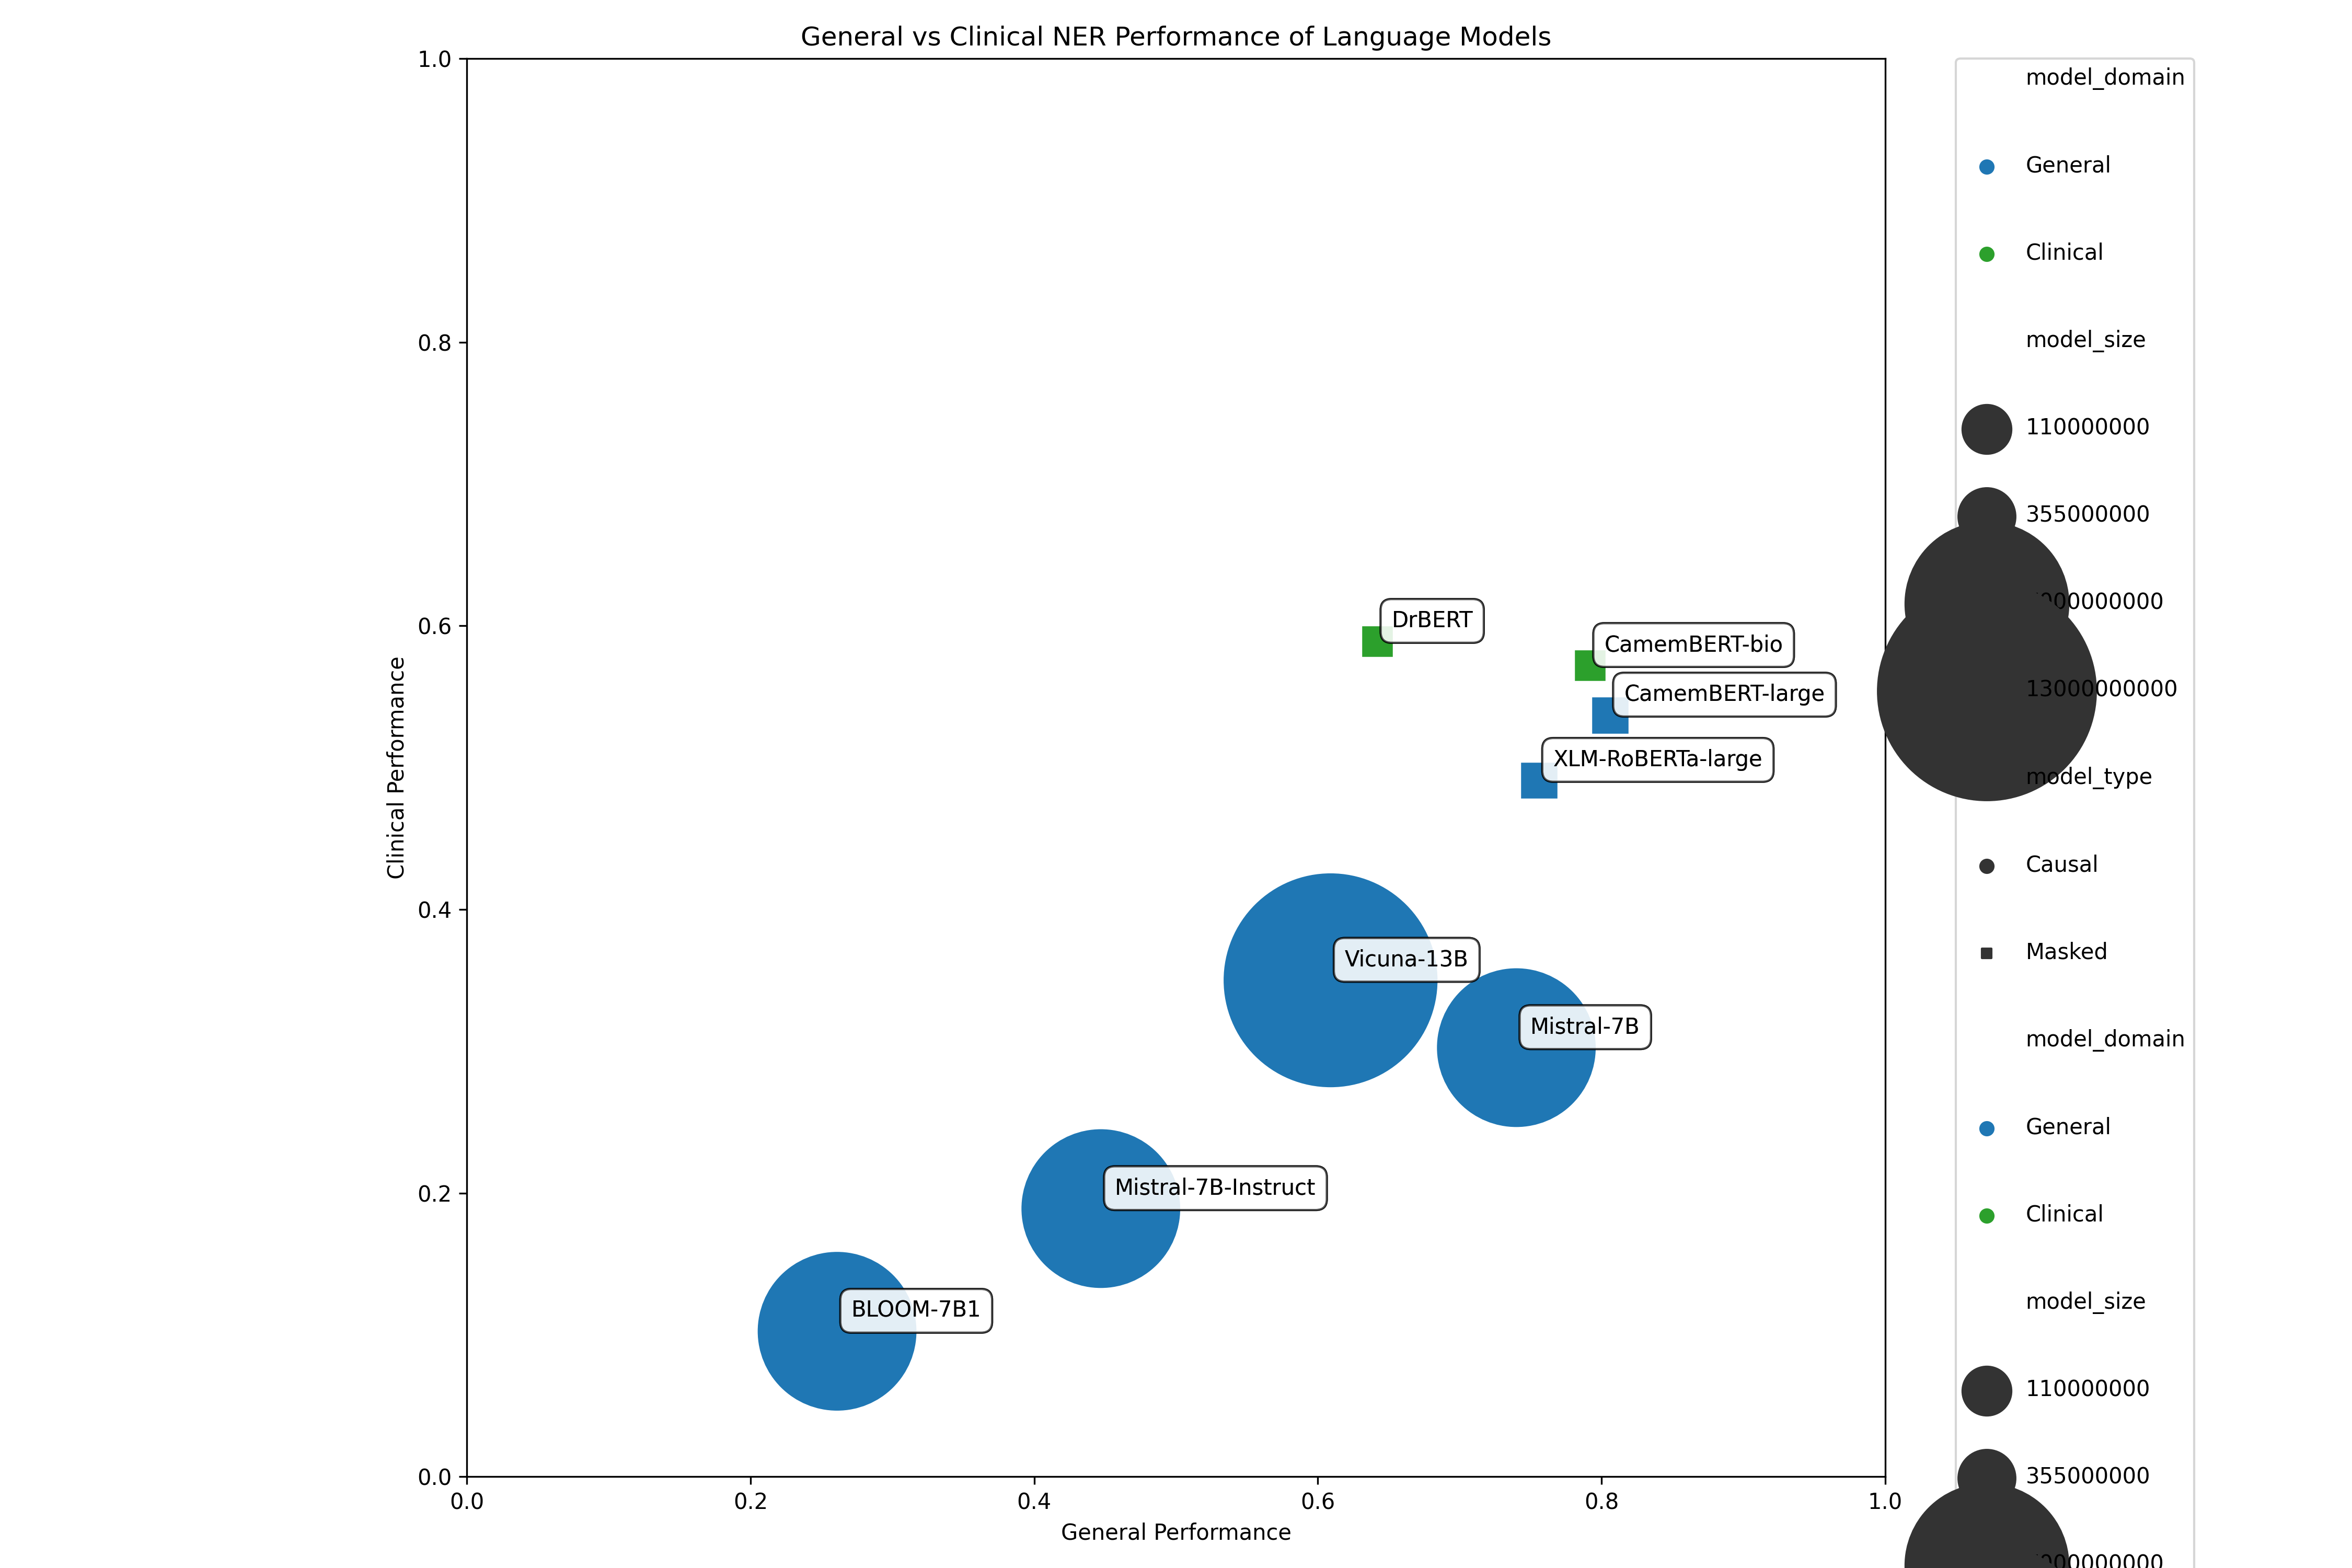 General vs Clinical NER Performance of Language Models
1.0
0.8
0.6
0.4
0.2
0.0
Clinical Performance
DrBERT
CamemBERT-bio
CamemBERT-large
XLM-RoBERTa-large
Vicuna-13B
Mistral-7B
Mistral-7B-Instruct
BLOOM-7B1
0.0
0.2
0.4
0.6
0.8
1.0
General Performance
model_domain
General
Clinical
model_size
110000000
355000000
13000000000
model_type
Causal
Masked
model_domain
General
Clinical
model_size
110000000
355000000